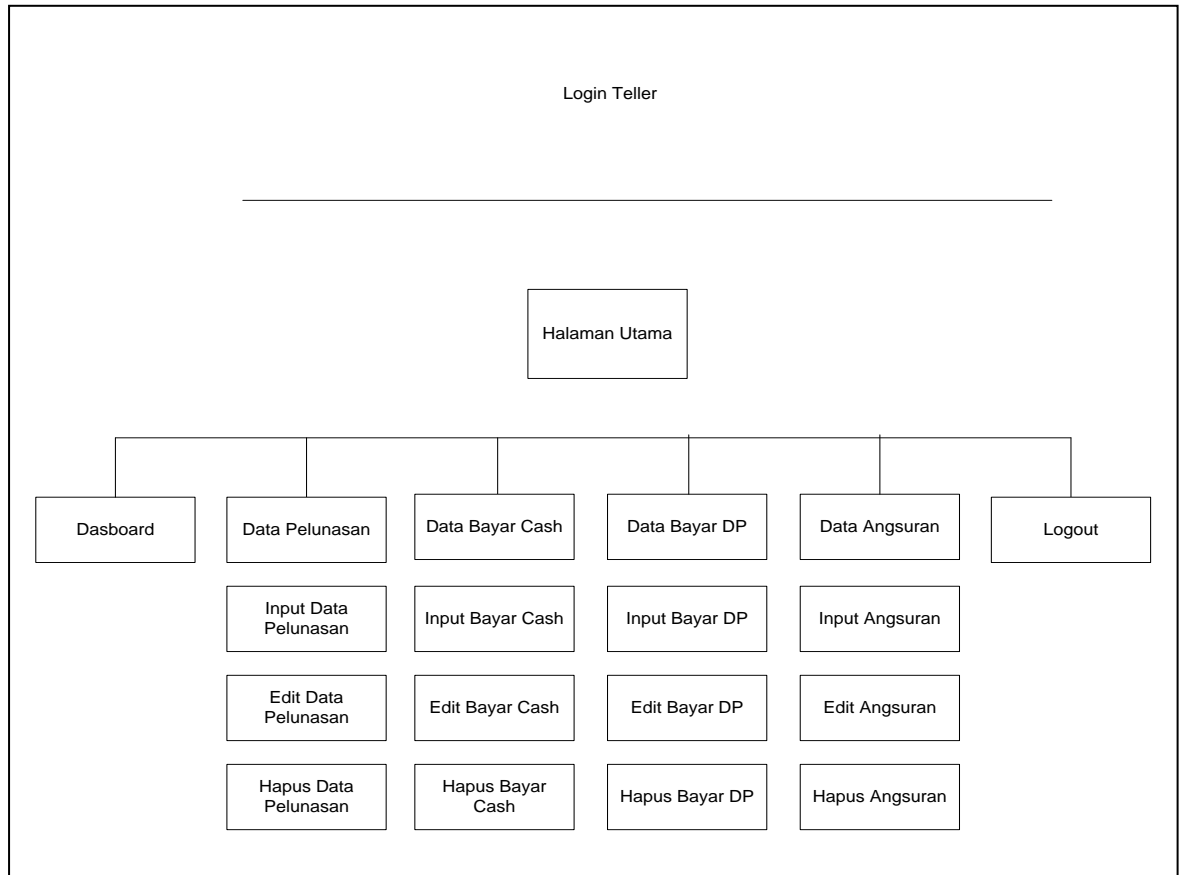 Login Teller
Halaman Utama
Dasboard
Data Pelunasan
Data Bayar Cash
Data Bayar DP
Data Angsuran
Logout
Input Data
Pelunasan
Input Bayar Cash
Input Bayar DP
Input Angsuran
Edit Data
Pelunasan
Edit Bayar Cash
Edit Bayar DP
Edit Angsuran
Hapus Data
Pelunasan
Hapus Bayar
Cash
Hapus Bayar DP
Hapus Angsuran